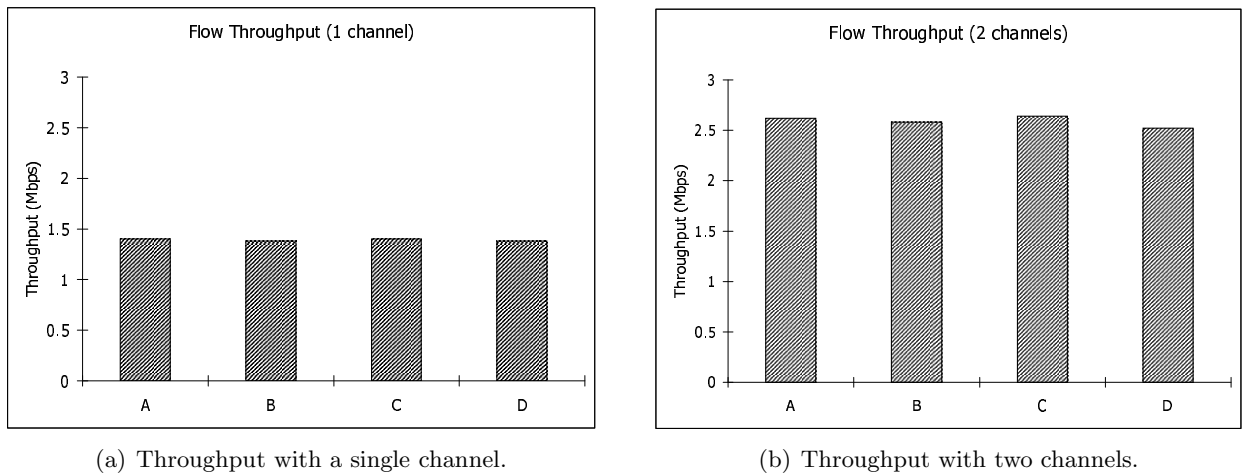 Flow Throughput (1 channel)
Throughput (Mbps)
3
2.5
2
1.5
1
0.5
0
A B C D
(a) Throughput with a single channel.
Flow Throughput (2 channels)
Throughput (Mbps)
3
2.5
2
1.5
1
0.5
0
A B C D
(b) Throughput with two channels.